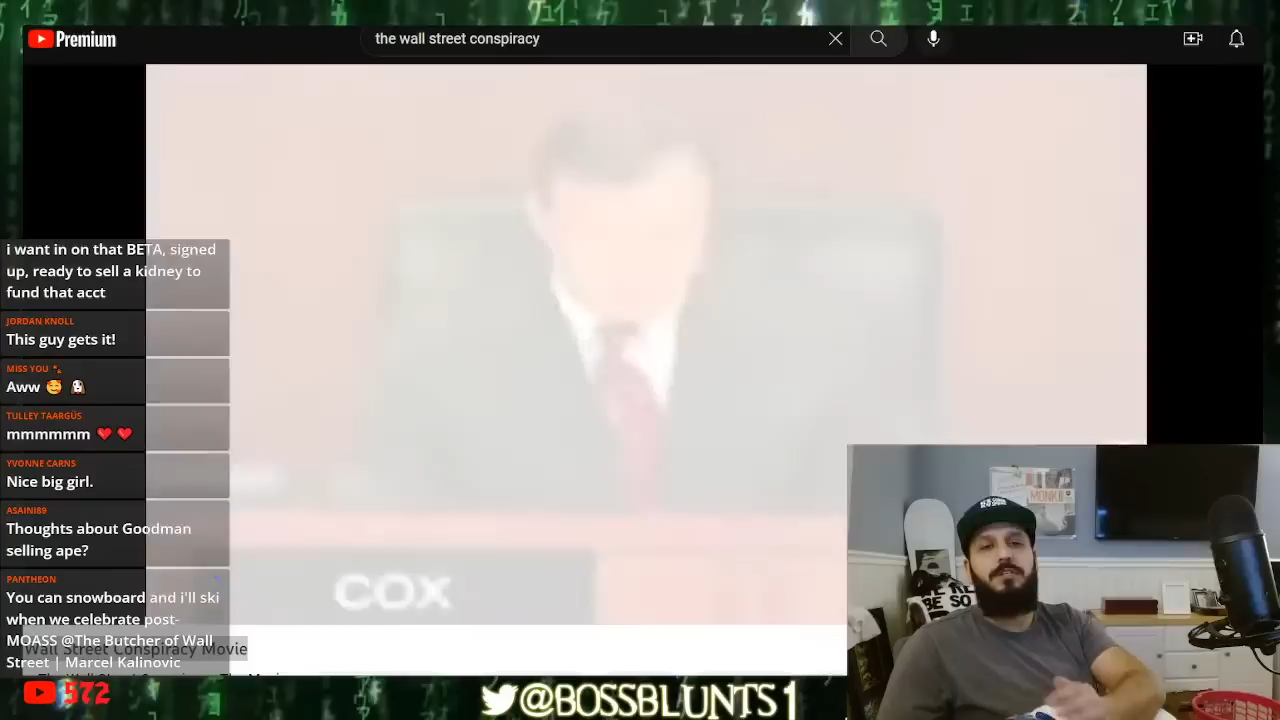 Premium
the wall street conspiracy
i want in on that BETA, signed
up, ready to sell a kidney to
fund that acct
JORDAN KNOLL
This guy gets it!
MISS YOU
Aww
TULLEY TAARGÜS
mmmmmm
YVONNE CARNS
Nice big girl.
ASAINI89
Thoughts about Goodman
selling ape?
PANTHEON
You can snowboard and i'll ski
when we celebrate post-
MOASS @The Butcher of Wall
Street | Marcel Kalinovic
Wall Street Conspiracy Movie
COX
MONK
BE SO
572
@BOSSBLUNTS1